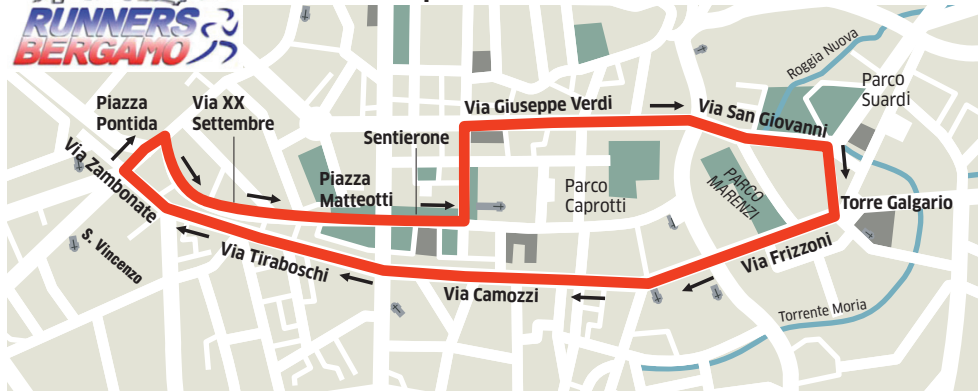 RUNNERS
BERGAMO
Piazza
Pontida
Via XX
Settembre
Sentierone
Via Giuseppe Verdi
Via San Giovanni
Roggia Nuova
Parco
Suardi
Via Zambonate
Piazza
Matteotti
Parco
Caprotti
PARCO
MARENZI
Torre Galgario
S. Vincenzo
Via Tiraboschi
Via Camozzi
Via Frizzoni
Torrente Moria